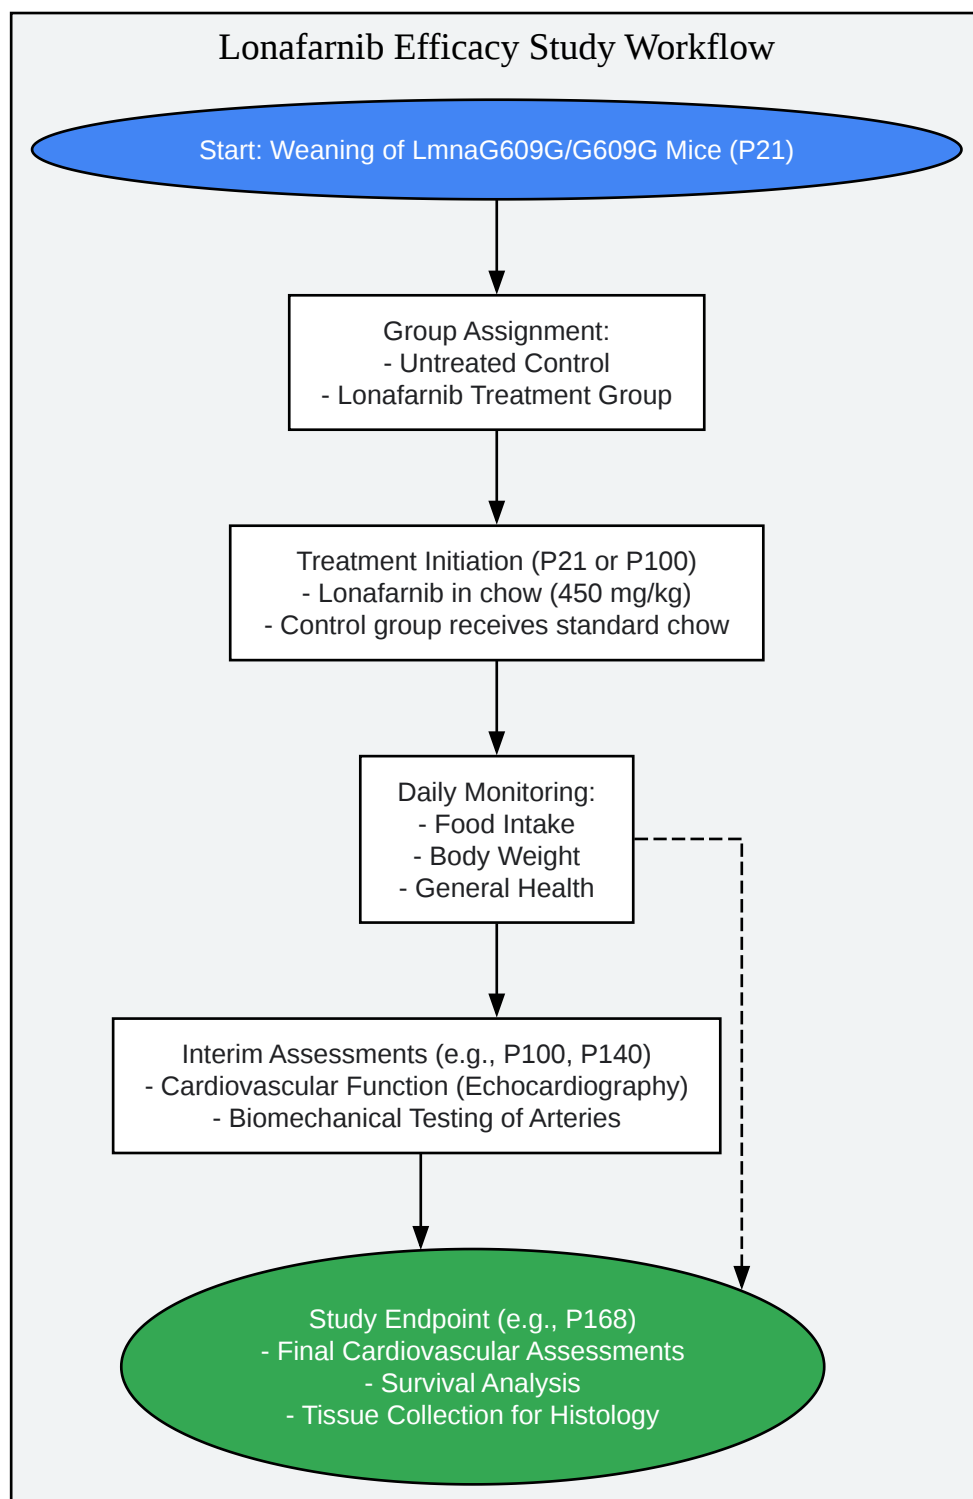 Lonafarnib Efficacy Study Workflow
Start: Weaning of LmnaG609G/G609G Mice (P21)
Group Assignment:
- Untreated Control
- Lonafarnib Treatment Group
Treatment Initiation (P21 or P100)
- Lonafarnib in chow (450 mg/kg)
- Control group receives standard chow
Daily Monitoring:
- Food Intake
- Body Weight
- General Health
Interim Assessments (e.g., P100, P140)
- Cardiovascular Function (Echocardiography)
- Biomechanical Testing of Arteries
Study Endpoint (e.g., P168)
- Final Cardiovascular Assessments
- Survival Analysis
- Tissue Collection for Histology